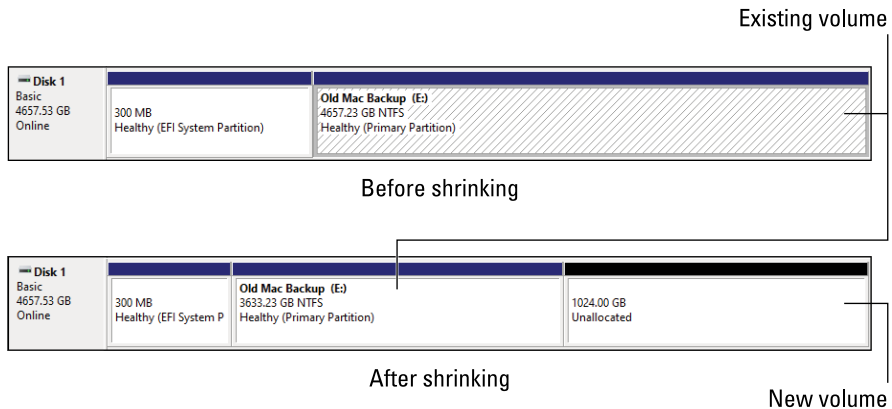 Existing volume
Disk 1
Basic
4657.53 GB
Online
300 MB
Healthy (EFI System Partition)
Old Mac Backup (E:)
4657.23 GB NTFS
Healthy (Primary Partition)
Before shrinking
Disk 1
Basic
4657.53 GB
Online
300 MB
Healthy (EFI System P
Old Mac Backup (E:)
3633.23 GB NTFS
Healthy (Primary Partition)
1024.00 GB
Unallocated
After shrinking
New volume